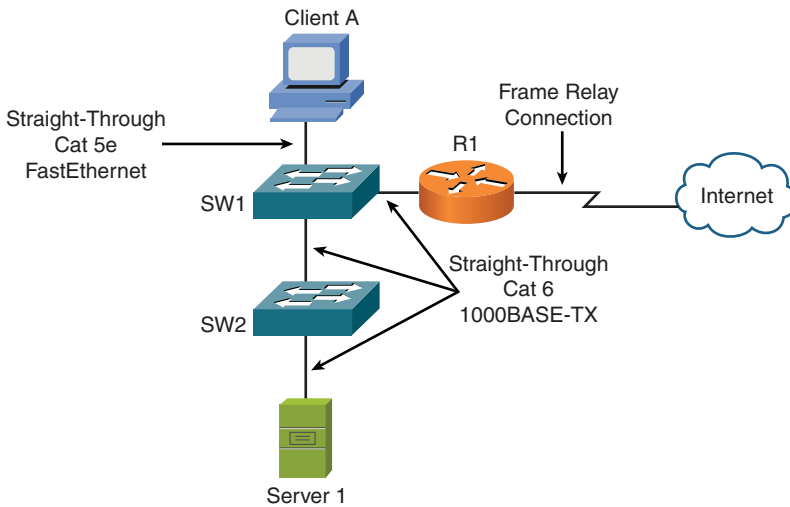 Client A
Straight-Through
Cat 5e
FastEthernet
Frame Relay
Connection
R1
Internet
SW1
Straight-Through
Cat 6
1000BASE-TX
SW2
Server 1